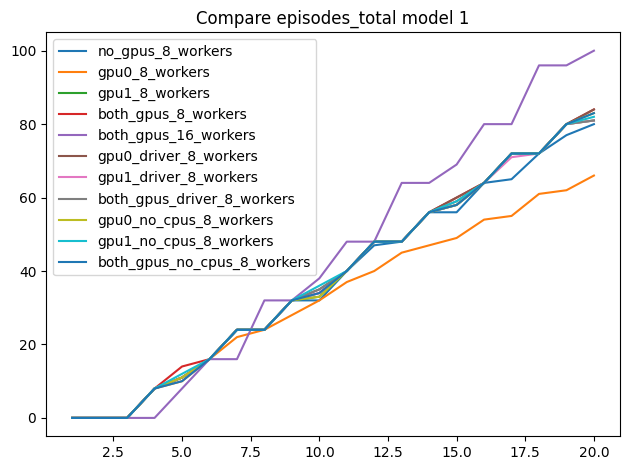 Compare episodes_total model 1
100
80
60
40
20
0
no_gpus_8_workers
gpu0_8_workers
gpu1_8_workers
both_gpus_8_workers
both_gpus_16_workers
gpu0_driver_8_workers
gpu1_driver_8_workers
both_gpus_driver_8_workers
gpu0_no_cpus_8_workers
gpu1_no_cpus_8_workers
both_gpus_no_cpus_8_workers
2.5 5.0 7.5 10.0 12.5 15.0 17.5 20.0